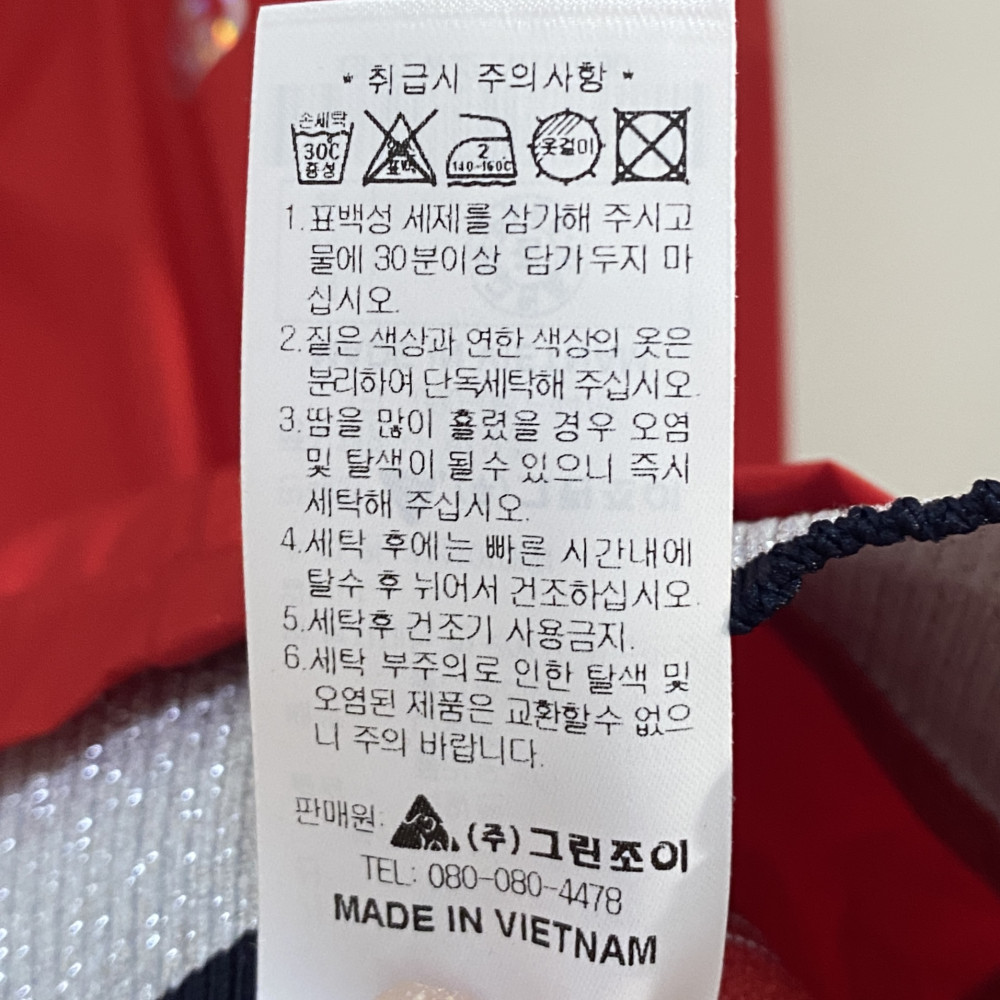 * 취급시 주의사항 *
손세탁
30℃
중성
염소
표백
2
140~160℃
옷걸이
1.표백성 세제를 삼가해 주시고
물에 30분이상 담가두지 마
십시오.
2.짙은 색상과 연한 색상의 옷은
분리하여 단독세탁해 주십시오.
3.땀을 많이 흘렸을 경우 오염
및 탈색이 될수 있으니 즉시
세탁해 주십시오.
4.세탁 후에는 빠른 시간내에
탈수 후 뉘어서 건조하십시오.
5.세탁후 건조기 사용금지.
6.세탁 부주의로 인한 탈색 및
오염된 제품은 교환할수 없으
니 주의 바랍니다.
판매원: (주)그린조이
TEL: 080-080-4478
MADE IN VIETNAM